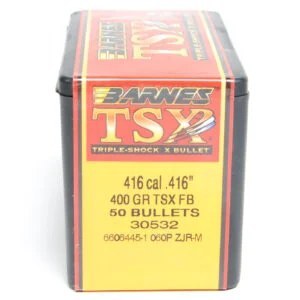 BARNES
TSX
TRIPLE-SHOCK X BULLET
416 cal .416"
400 GR TSX FB
50 BULLETS
30532
6606445-1 060P ZJR-M